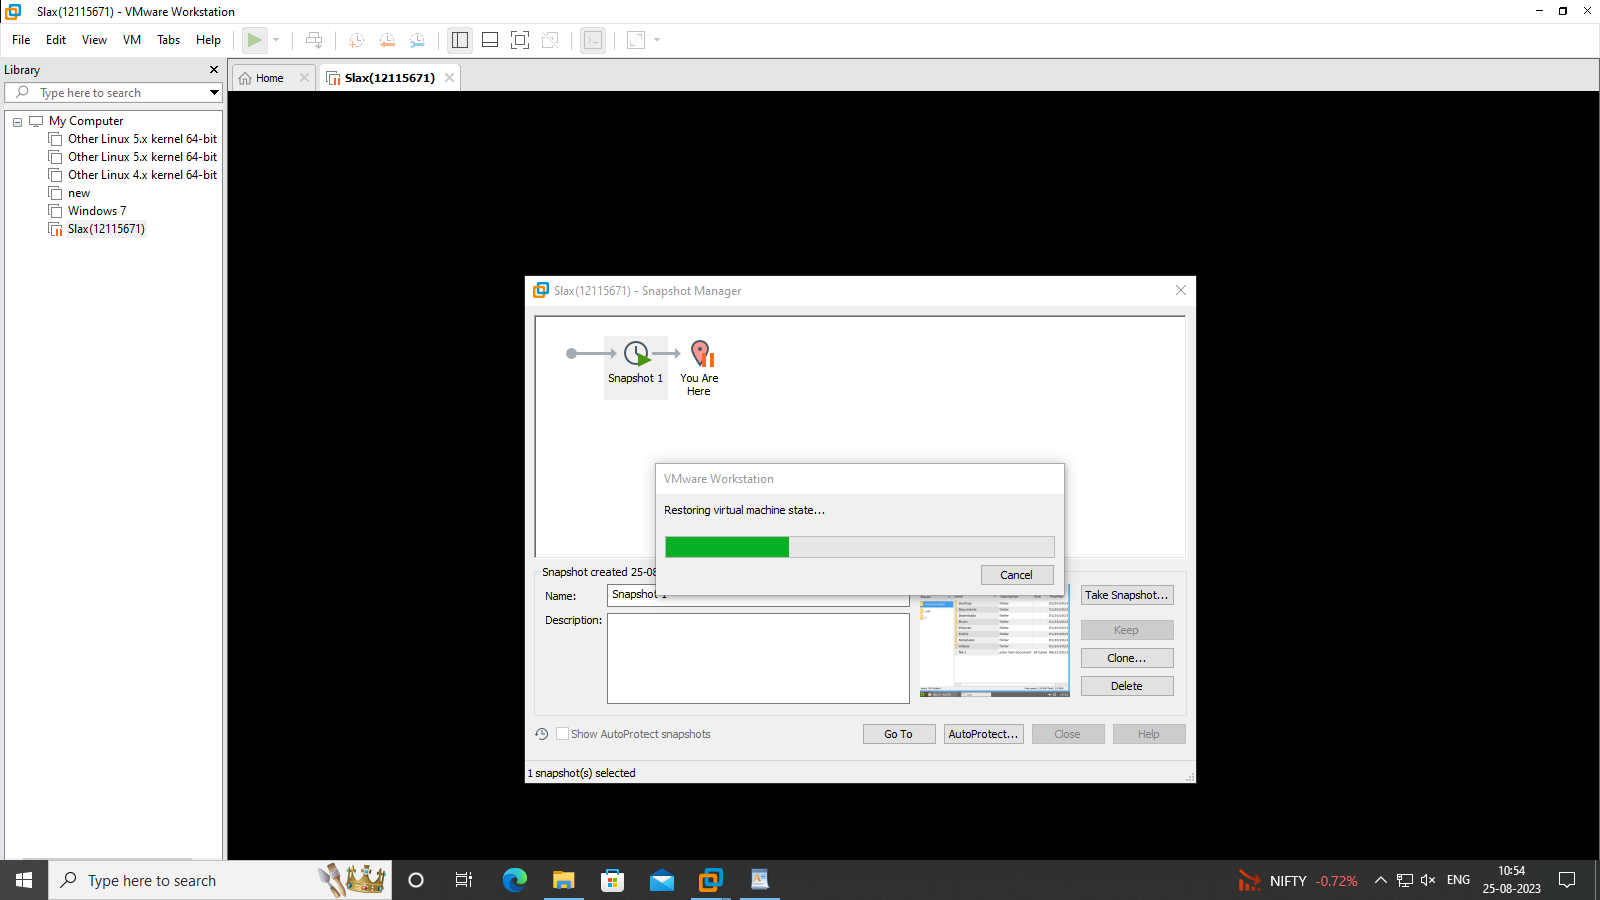 Slax(12115671) - VMware Workstation
File Edit View VM Tabs Help
Library
Type here to search
Home
Slax(12115671)
My Computer
Other Linux 5.x kernel 64-bit
Other Linux 5.x kernel 64-bit
Other Linux 4.x kernel 64-bit
new
Windows 7
Slax(12115671)
Slax(12115671) - Snapshot Manager
Snapshot 1
You Are
Here
VMware Workstation
Restoring virtual machine state...
Cancel
Snapshot created 25-08
Name:
Snapshot 1
Description:
Take Snapshot...
Keep
Clone...
Delete
Show AutoProtect snapshots
Go To
AutoProtect...
Close
Help
1 snapshot(s) selected
Type here to search
NIFTY -0.72%
ENG
10:54
25-08-2023